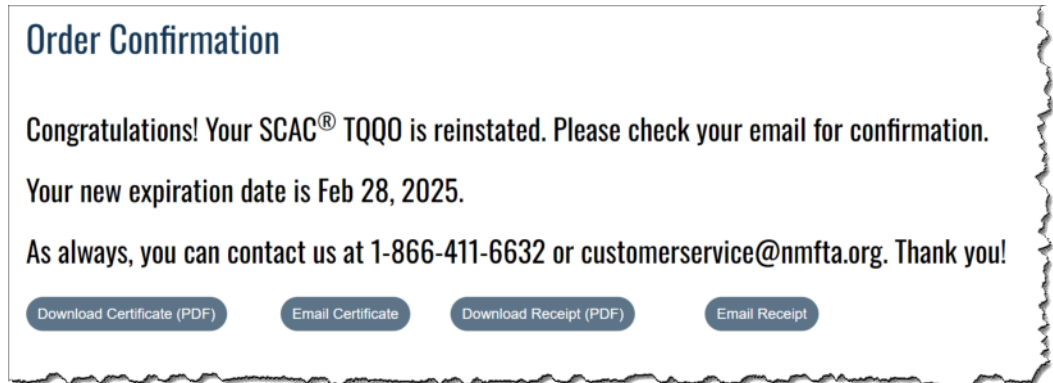 Order Confirmation
Congratulations! Your SCAC® TQQO is reinstated. Please check your email for confirmation.
Your new expiration date is Feb 28, 2025.
As always, you can contact us at 1-866-411-6632 or customerservice@nmfta.org. Thank you!
Download Certificate (PDF) Email Certificate Download Receipt (PDF) Email Receipt